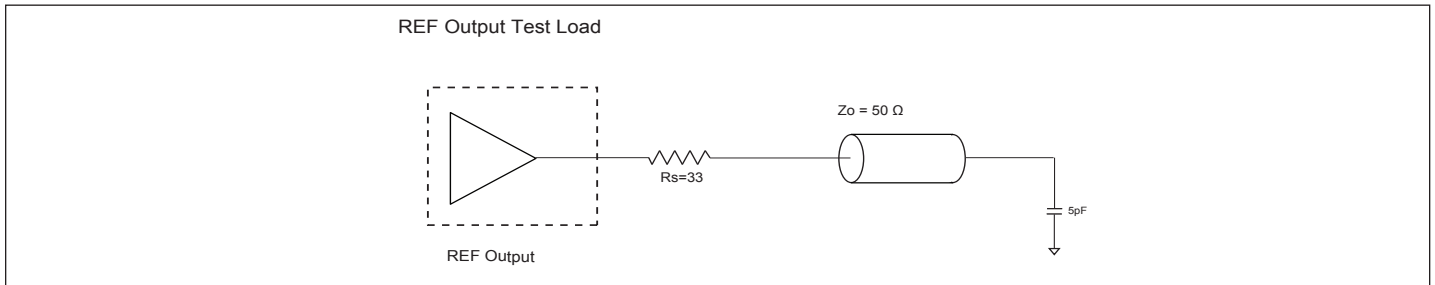 REF Output Test Load
Zo = 50 Ω
Rs=33
5pF
REF Output